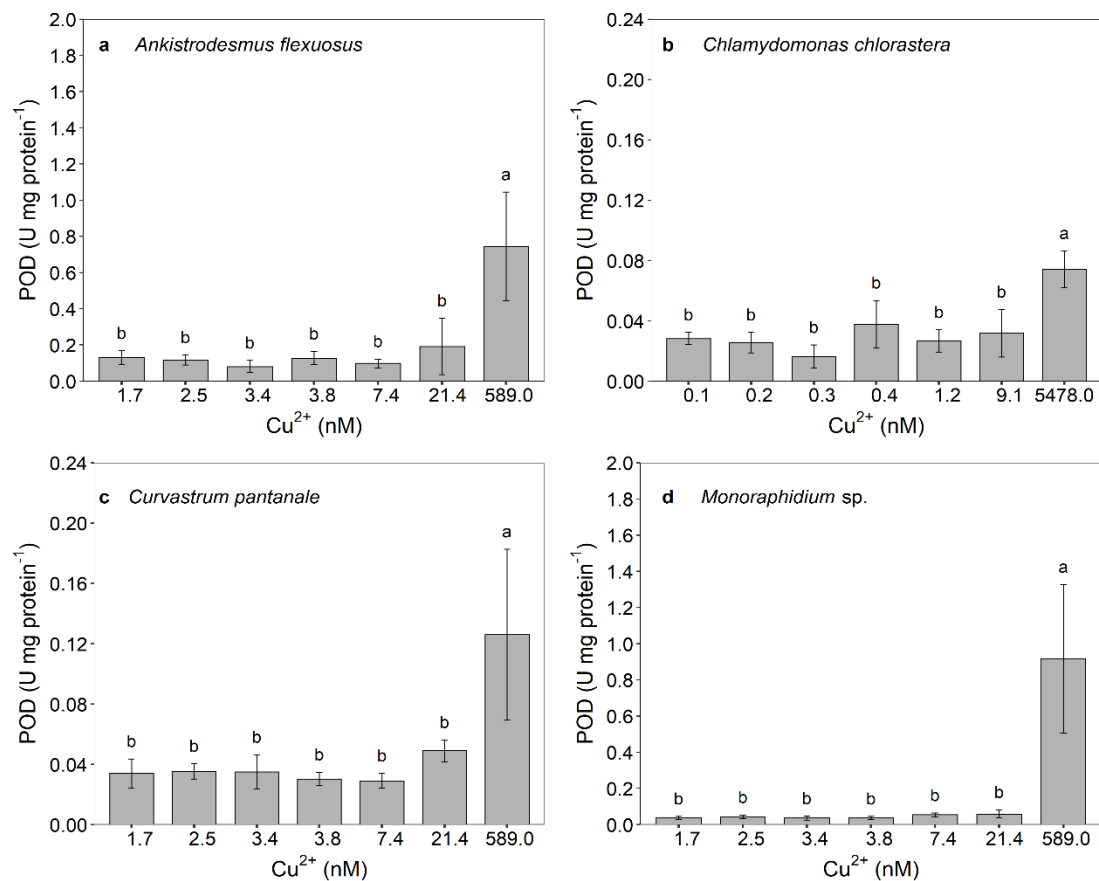 a Ankistrodesmus flexuosus
POD (U mg protein⁻¹)
2.0
1.8
1.6
1.4
1.2
1.0
0.8
0.6
0.4
0.2
0.0
b b b b b b a
1.7 2.5 3.4 3.8 7.4 21.4 589.0
Cu²⁺ (nM)
b Chlamydomonas chlorastera
POD (U mg protein⁻¹)
0.24
0.20
0.16
0.12
0.08
0.04
0.00
b b b b b b a
0.1 0.2 0.3 0.4 1.2 9.1 5478.0
Cu²⁺ (nM)
c Curvastrum pantanale
POD (U mg protein⁻¹)
0.24
0.20
0.16
0.12
0.08
0.04
0.00
b b b b b b a
1.7 2.5 3.4 3.8 7.4 21.4 589.0
Cu²⁺ (nM)
d Monoraphidium sp.
POD (U mg protein⁻¹)
2.0
1.8
1.6
1.4
1.2
1.0
0.8
0.6
0.4
0.2
0.0
b b b b b b a
1.7 2.5 3.4 3.8 7.4 21.4 589.0
Cu²⁺ (nM)